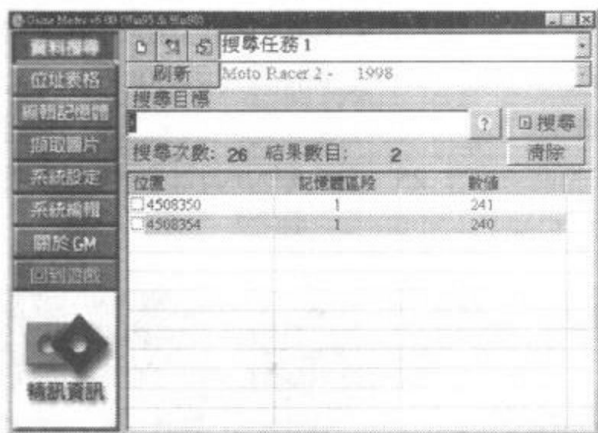 Game Master v6.00 (Win95 & Win98)
資料搜尋
位址表格
編輯記憶體
擷取圖片
系統設定
系統編輯
關於GM
回到遊戲
精訊資訊
搜尋任務1
刷新
Moto Racer 2 - 1998
搜尋目標
? 搜尋
搜尋次數: 26 結果數目: 2 清除
位置 記憶體區段 數值
4508350 1 241
4508354 1 240